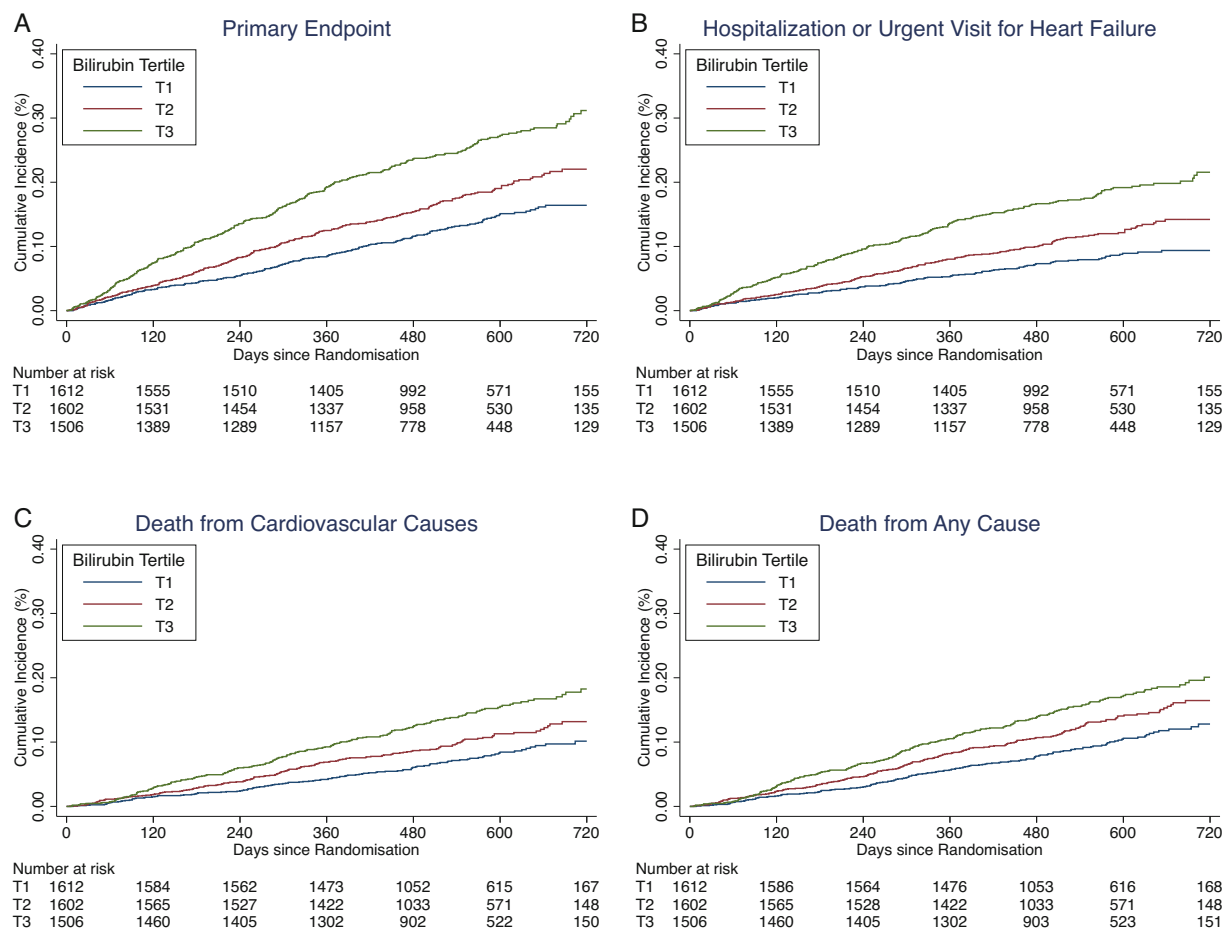 A
Primary Endpoint
Cumulative Incidence (%)
0.40
0.30
0.20
0.10
0.00
Bilirubin Tertile
T1
T2
T3
0 120 240 360 480 600 720
Days since Randomisation
Number at risk
T1 1612 1555 1510 1405 992 571 155
T2 1602 1531 1454 1337 958 530 135
T3 1506 1389 1289 1157 778 448 129
B
Hospitalization or Urgent Visit for Heart Failure
Cumulative Incidence (%)
0.40
0.30
0.20
0.10
0.00
Bilirubin Tertile
T1
T2
T3
0 120 240 360 480 600 720
Days since Randomisation
Number at risk
T1 1612 1555 1510 1405 992 571 155
T2 1602 1531 1454 1337 958 530 135
T3 1506 1389 1289 1157 778 448 129
C
Death from Cardiovascular Causes
Cumulative Incidence (%)
0.40
0.30
0.20
0.10
0.00
Bilirubin Tertile
T1
T2
T3
0 120 240 360 480 600 720
Days since Randomisation
Number at risk
T1 1612 1584 1562 1473 1052 615 167
T2 1602 1565 1527 1422 1033 571 148
T3 1506 1460 1405 1302 902 522 150
D
Death from Any Cause
Cumulative Incidence (%)
0.40
0.30
0.20
0.10
0.00
Bilirubin Tertile
T1
T2
T3
0 120 240 360 480 600 720
Days since Randomisation
Number at risk
T1 1612 1586 1564 1476 1053 616 168
T2 1602 1565 1528 1422 1033 571 148
T3 1506 1460 1405 1302 903 523 151